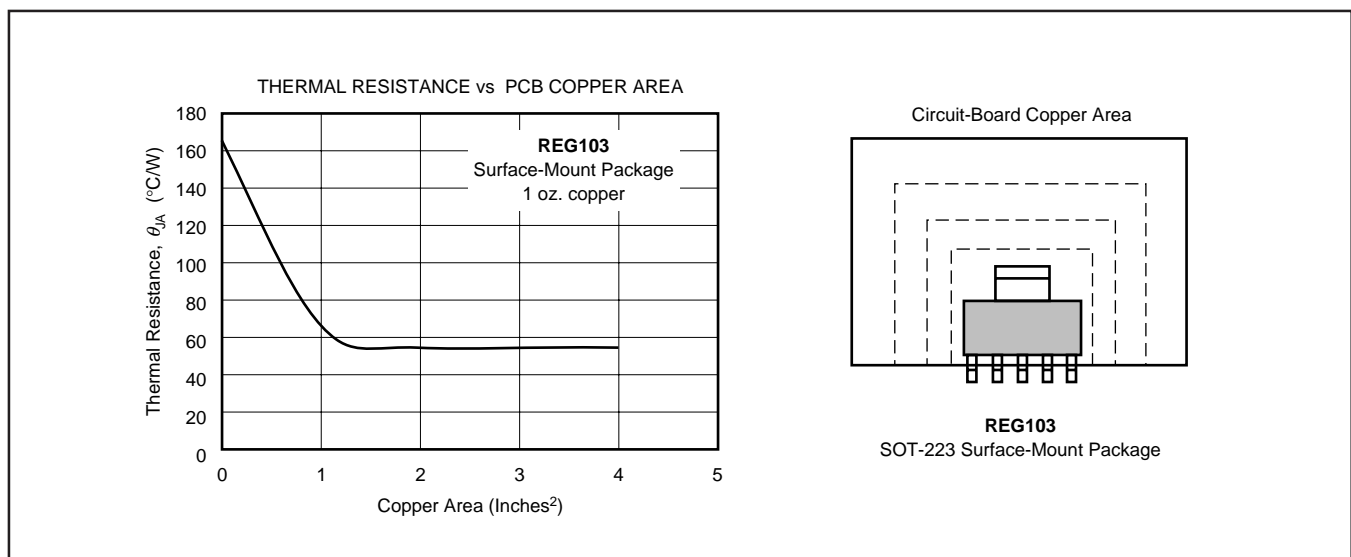 THERMAL RESISTANCE vs PCB COPPER AREA
Thermal Resistance, θJA (°C/W)
180
160
140
120
100
80
60
40
20
0
REG103
Surface-Mount Package
1 oz. copper
0 1 2 3 4 5
Copper Area (Inches²)
Circuit-Board Copper Area
REG103
SOT-223 Surface-Mount Package